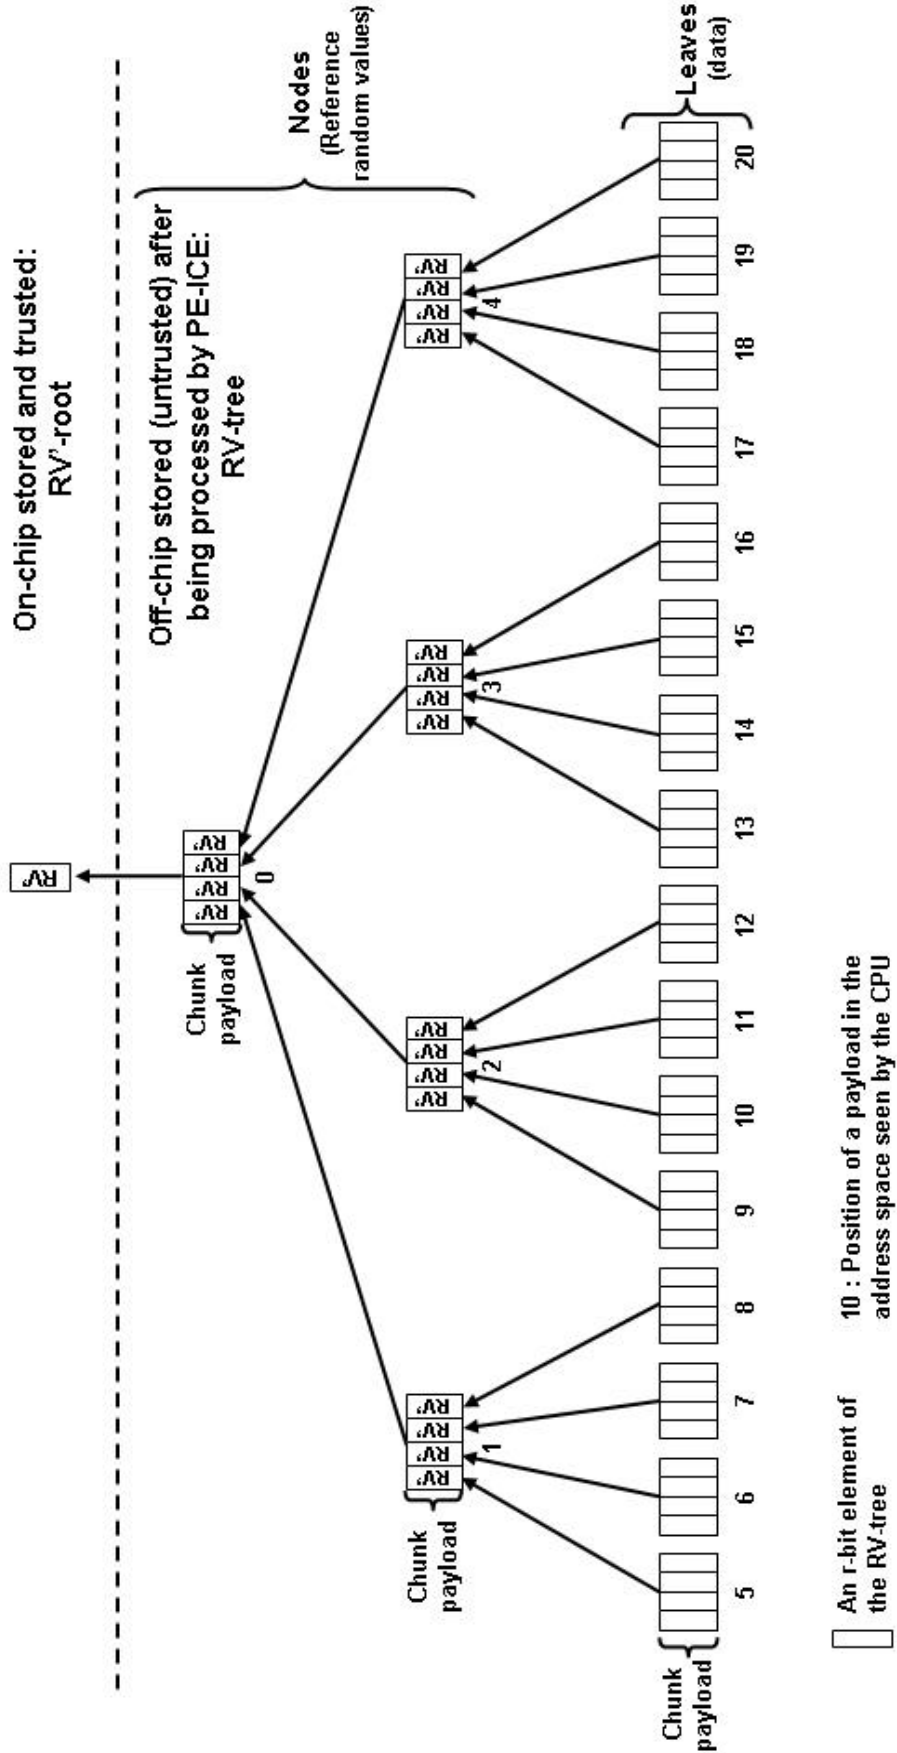 On-chip stored and trusted:
RV'-root
RV'
Off-chip stored (untrusted) after
being processed by PE-ICE:
RV-tree
Nodes
(Reference
random values)
Chunk
payload
RV' RV' RV' RV'
0
Chunk
payload
RV' RV' RV' RV'
1
RV' RV' RV' RV'
2
RV' RV' RV' RV'
3
RV' RV' RV' RV'
4
Leaves
(data)
Chunk
payload
5 6 7 8 9 10 11 12 13 14 15 16 17 18 19 20
An r-bit element of
the RV-tree
10 : Position of a payload in the
address space seen by the CPU